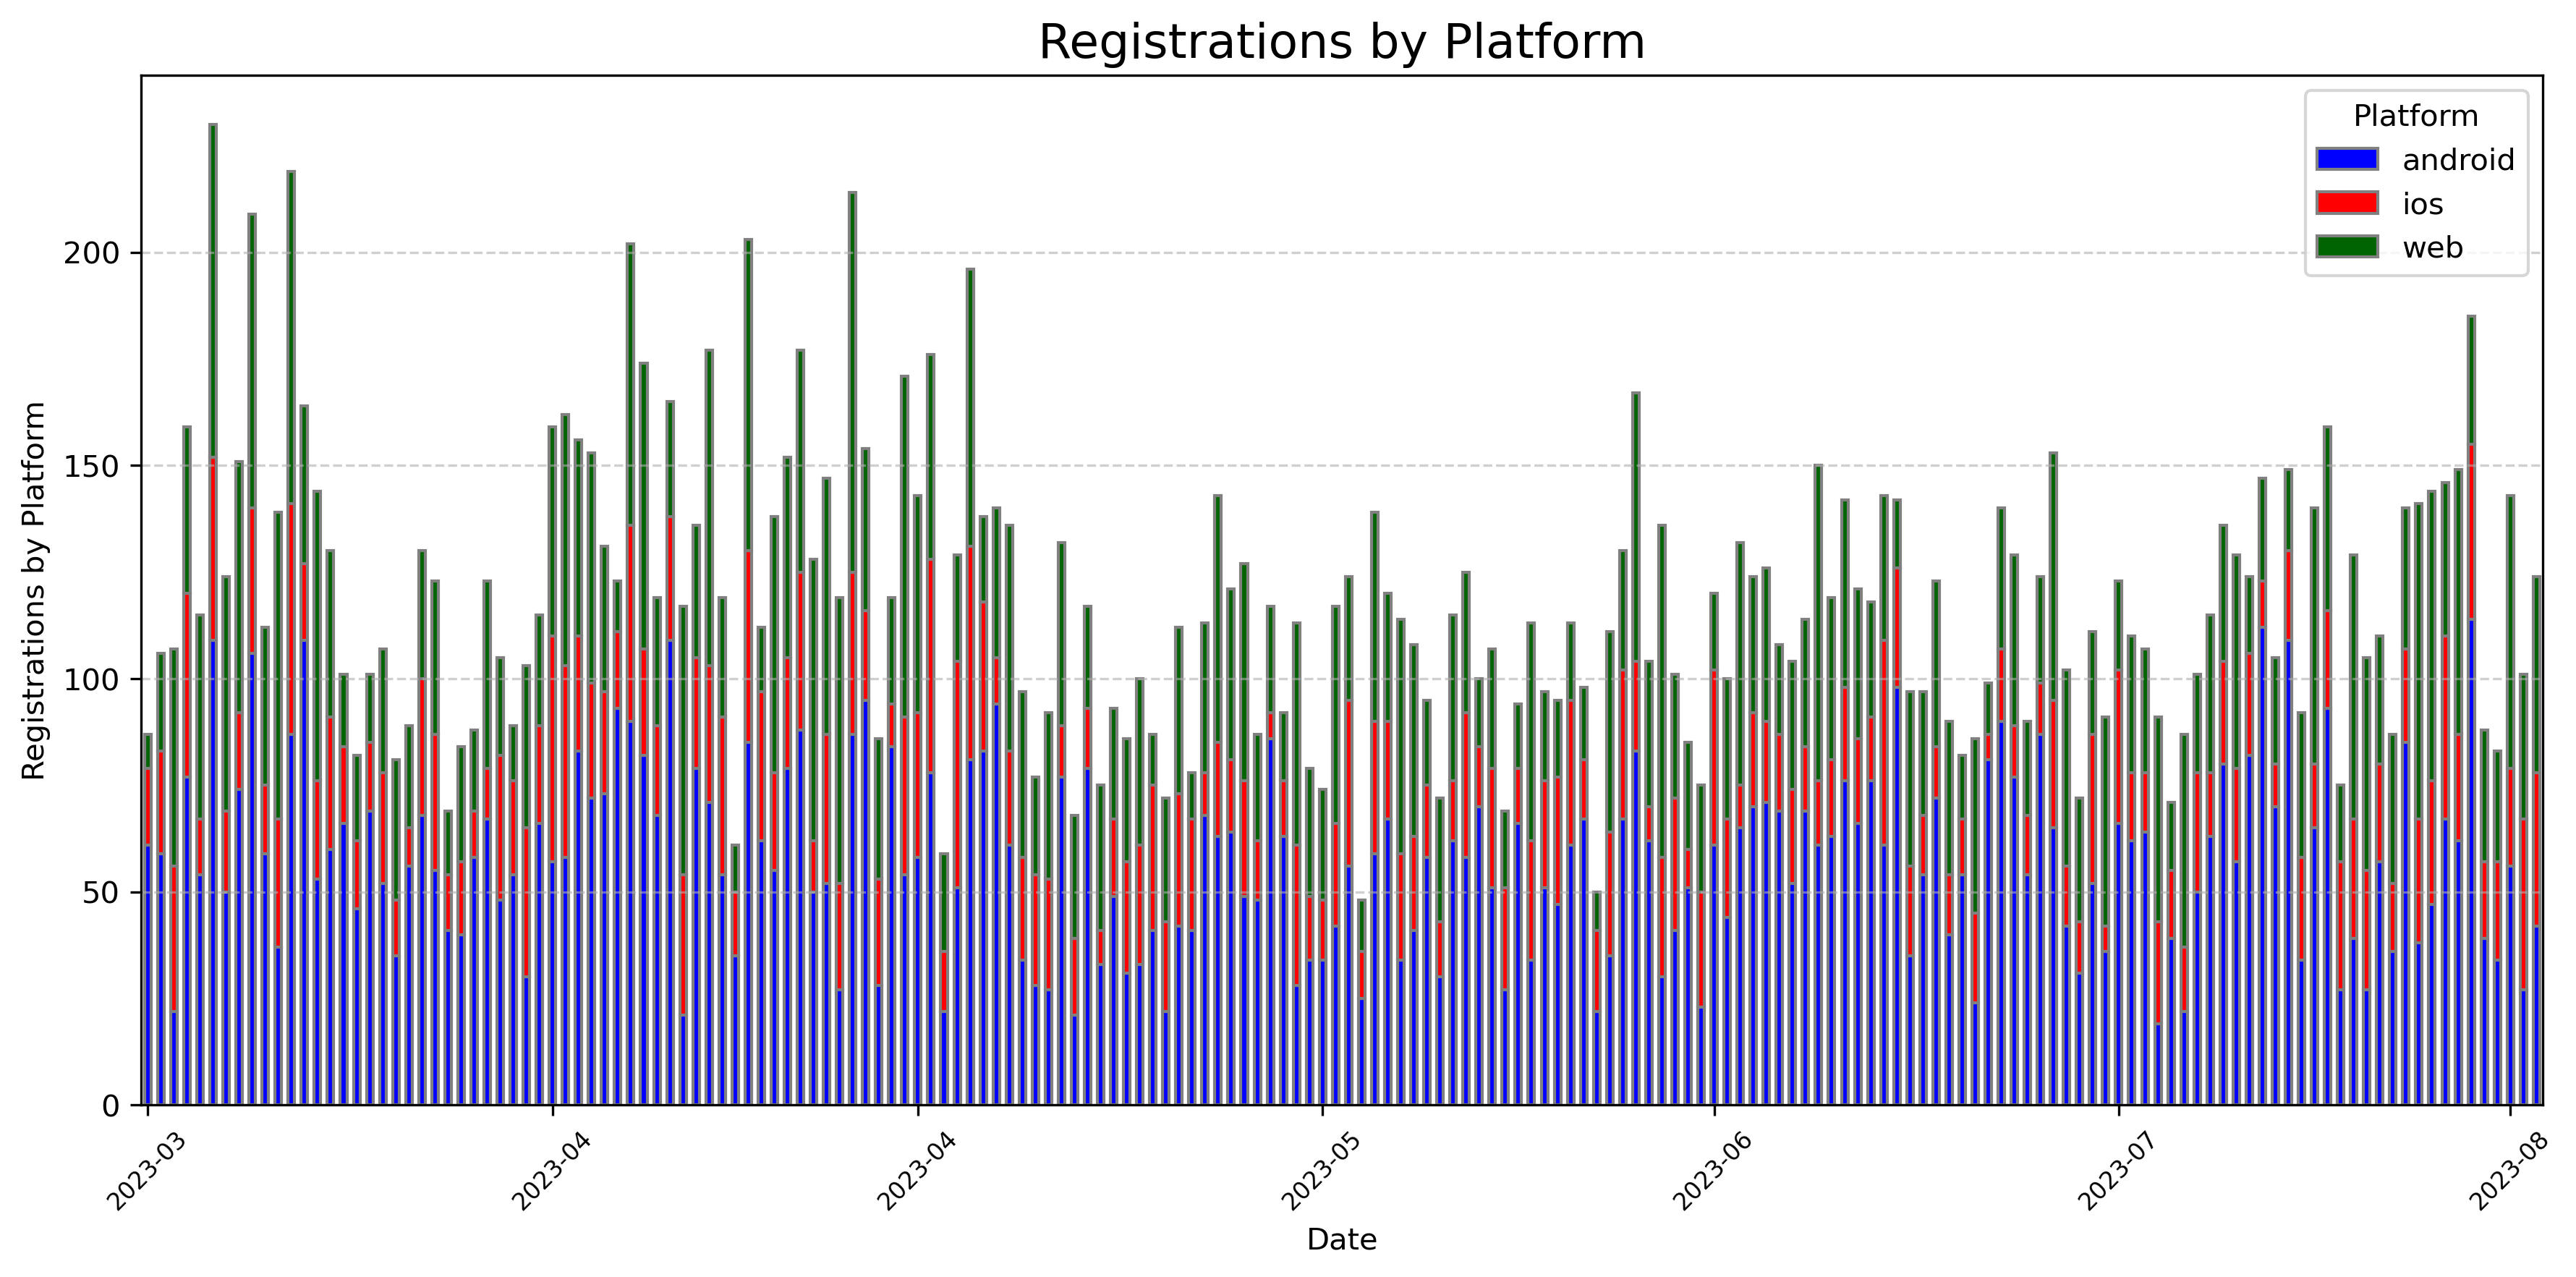 Registrations by Platform
Registrations by Platform
200
150
100
50
0
Platform
android
ios
web
2023-03
2023-04
2023-04
2023-05
2023-06
2023-07
2023-08
Date